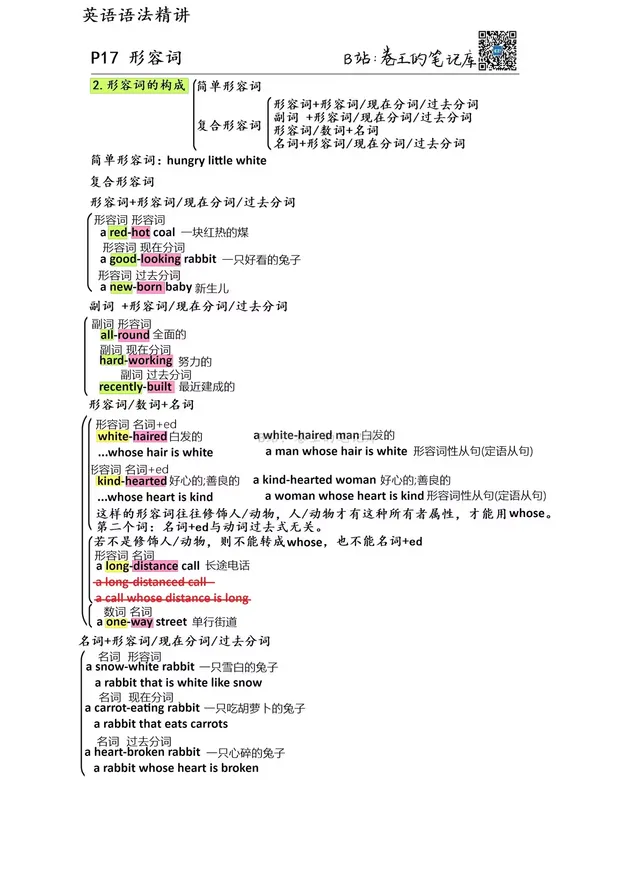 英语语法精讲
P17 形容词
B站:卷王的笔记库
2.形容词的构成
简单形容词
复合形容词
形容词+形容词/现在分词/过去分词
副词 +形容词/现在分词/过去分词
形容词/数词+名词
名词+形容词/现在分词/过去分词
简单形容词：hungry little white
复合形容词
形容词+形容词/现在分词/过去分词
形容词 形容词
a red-hot coal 一块红热的煤
形容词 现在分词
a good-looking rabbit 一只好看的兔子
形容词 过去分词
a new-born baby 新生儿
副词 +形容词/现在分词/过去分词
副词 形容词
all-round 全面的
副词 现在分词
hard-working 努力的
副词 过去分词
recently-built 最近建成的
形容词/数词+名词
形容词 名词+ed
white-haired 白发的 a white-haired man 白发的
...whose hair is white a man whose hair is white 形容词性从句(定语从句)
形容词 名词+ed
kind-hearted 好心的;善良的 a kind-hearted woman 好心的;善良的
...whose heart is kind a woman whose heart is kind 形容词性从句(定语从句)
这样的形容词往往修饰人/动物，人/动物才有这种所有者属性，才能用whose。
第二个词：名词+ed与动词过去式无关。
若不是修饰人/动物，则不能转成whose，也不能名词+ed
形容词 名词
a long-distance call 长途电话
a long-distanced call
a call whose distance is long
数词 名词
a one-way street 单行街道
名词+形容词/现在分词/过去分词
名词 形容词
a snow-white rabbit 一只雪白的兔子
a rabbit that is white like snow
名词 现在分词
a carrot-eating rabbit 一只吃胡萝卜的兔子
a rabbit that eats carrots
名词 过去分词
a heart-broken rabbit 一只心碎的兔子
a rabbit whose heart is broken